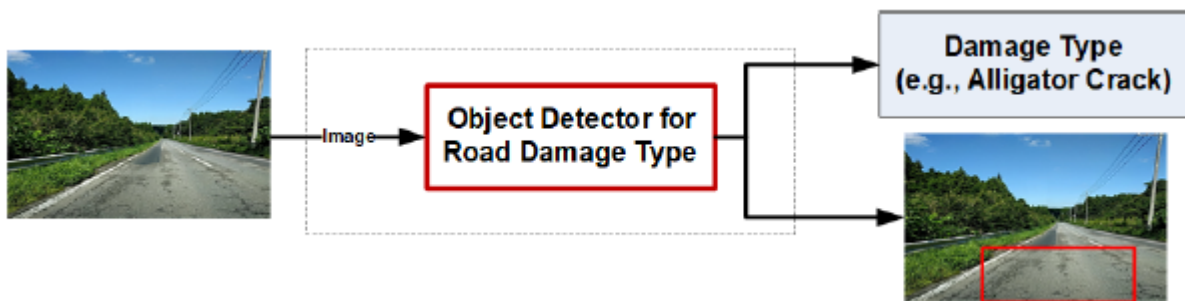 Image
Object Detector for
Road Damage Type
Damage Type
(e.g., Alligator Crack)